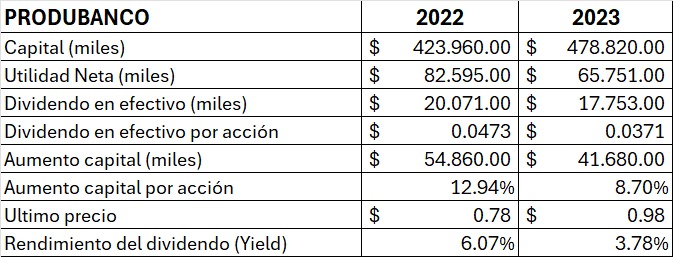 PRODUBANCO 2022 2023
Capital (miles) $ 423.960.00 $ 478.820.00
Utilidad Neta (miles) $ 82.595.00 $ 65.751.00
Dividendo en efectivo (miles) $ 20.071.00 $ 17.753.00
Dividendo en efectivo por acción $ 0.0473 $ 0.0371
Aumento capital (miles) $ 54.860.00 $ 41.680.00
Aumento capital por acción 12.94% 8.70%
Ultimo precio $ 0.78 $ 0.98
Rendimiento del dividendo (Yield) 6.07% 3.78%